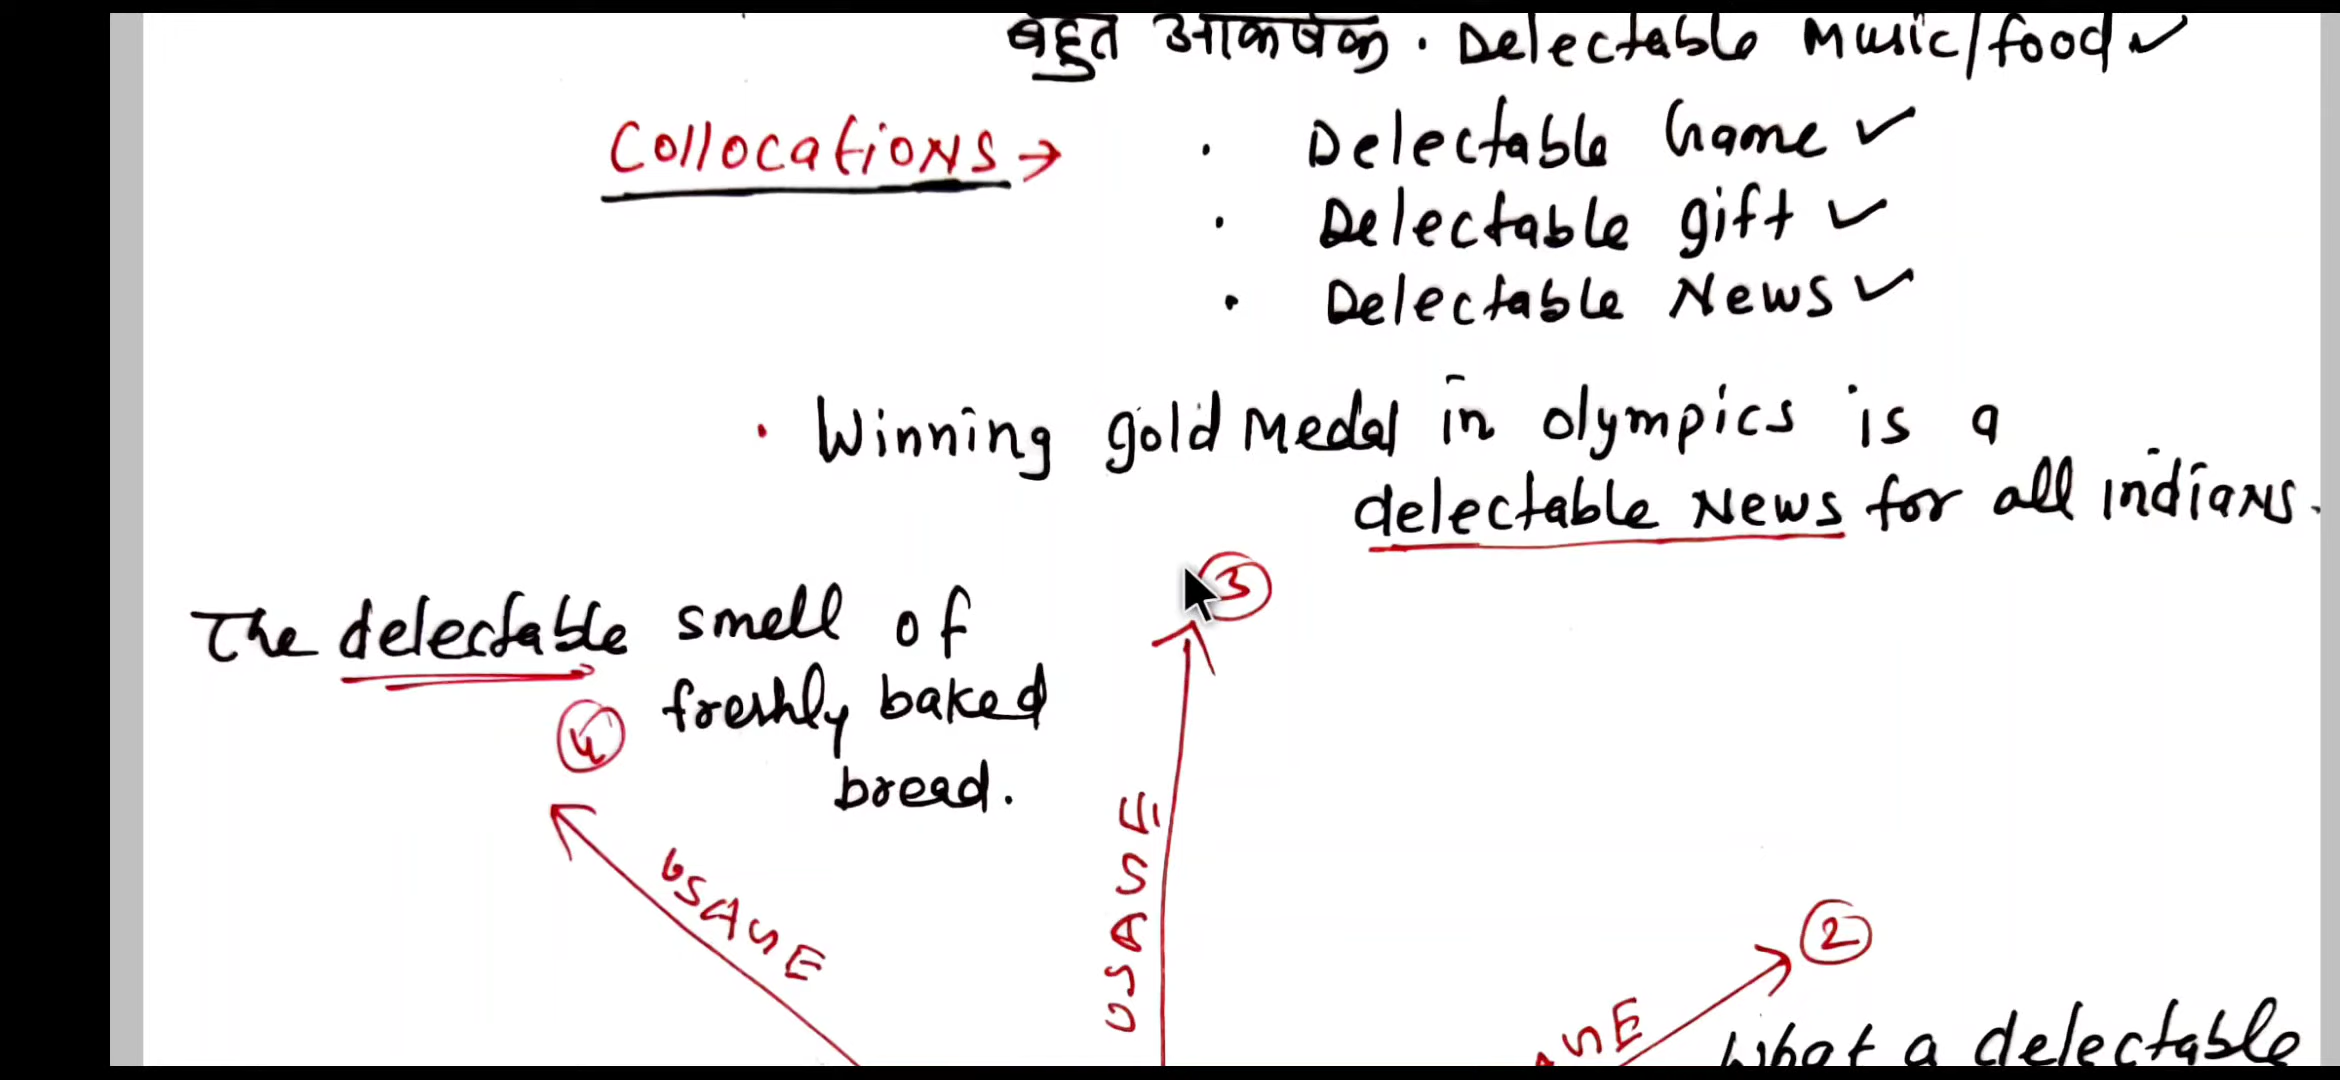 बहुत आकर्षक . Delectable Music/food ✓
Collocations → . Delectable Game ✓
. Delectable gift ✓
. Delectable News ✓
. Winning gold Medal in olympics is a
delectable News for all indians.
3
The delectable smell of
freshly baked
bread.
4
USAGE
USAGE
2
What a delectable